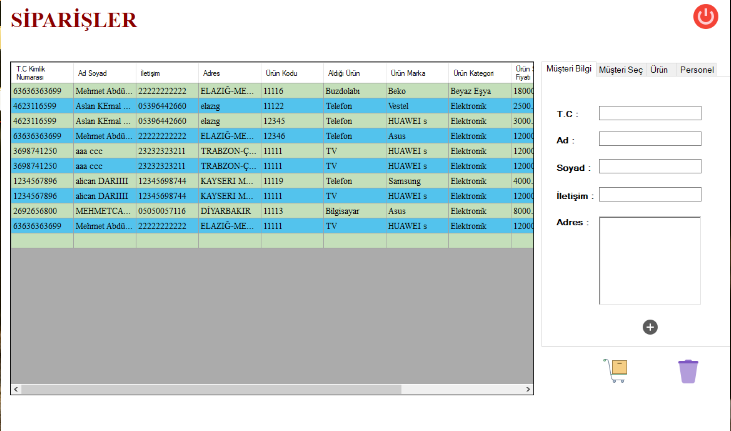 SİPARİŞLER
T.C Kimlik Numarası Ad Soyad İletişim Adres Ürün Kodu Aldığı Ürün Ürün Marka Ürün Kategori Ürün Fiyatı
63636363699 Mehmet Abdü... 22222222222 ELAZIĞ-ME... 11116 Buzdolabı Beko Beyaz Eşya 18000
4623116599 Aslan KEmal ... 05396442660 elazıg 11122 Telefon Vestel Elektronik 2500.
4623116599 Aslan KEmal ... 05396442660 elazıg 12345 Telefon HUAWEI s Elektronik 3000.
63636363699 Mehmet Abdü... 22222222222 ELAZIĞ-ME... 12346 Telefon Asus Elektronik 12000
3698741250 aaa ccc 23232323211 TRABZON-Ç... 11111 TV HUAWEI s Elektronik 12000
3698741250 aaa ccc 23232323211 TRABZON-Ç... 11111 TV HUAWEI s Elektronik 12000
1234567896 alıcan DARIIII 12345698744 KAYSERI M... 11119 Telefon Samsung Elektronik 4000.
1234567896 alıcan DARIIII 12345698744 KAYSERI M... 11111 TV HUAWEI s Elektronik 12000
2692656800 MEHMETCA... 05050057116 DİYARBAKIR 11113 Bilgisayar Asus Elektronik 8000.
63636363699 Mehmet Abdü... 22222222222 ELAZIĞ-ME... 11111 TV HUAWEI s Elektronik 12000
Müşteri Bilgi Müşteri Seç Ürün Personel
T.C :
Ad :
Soyad :
İletişim :
Adres :